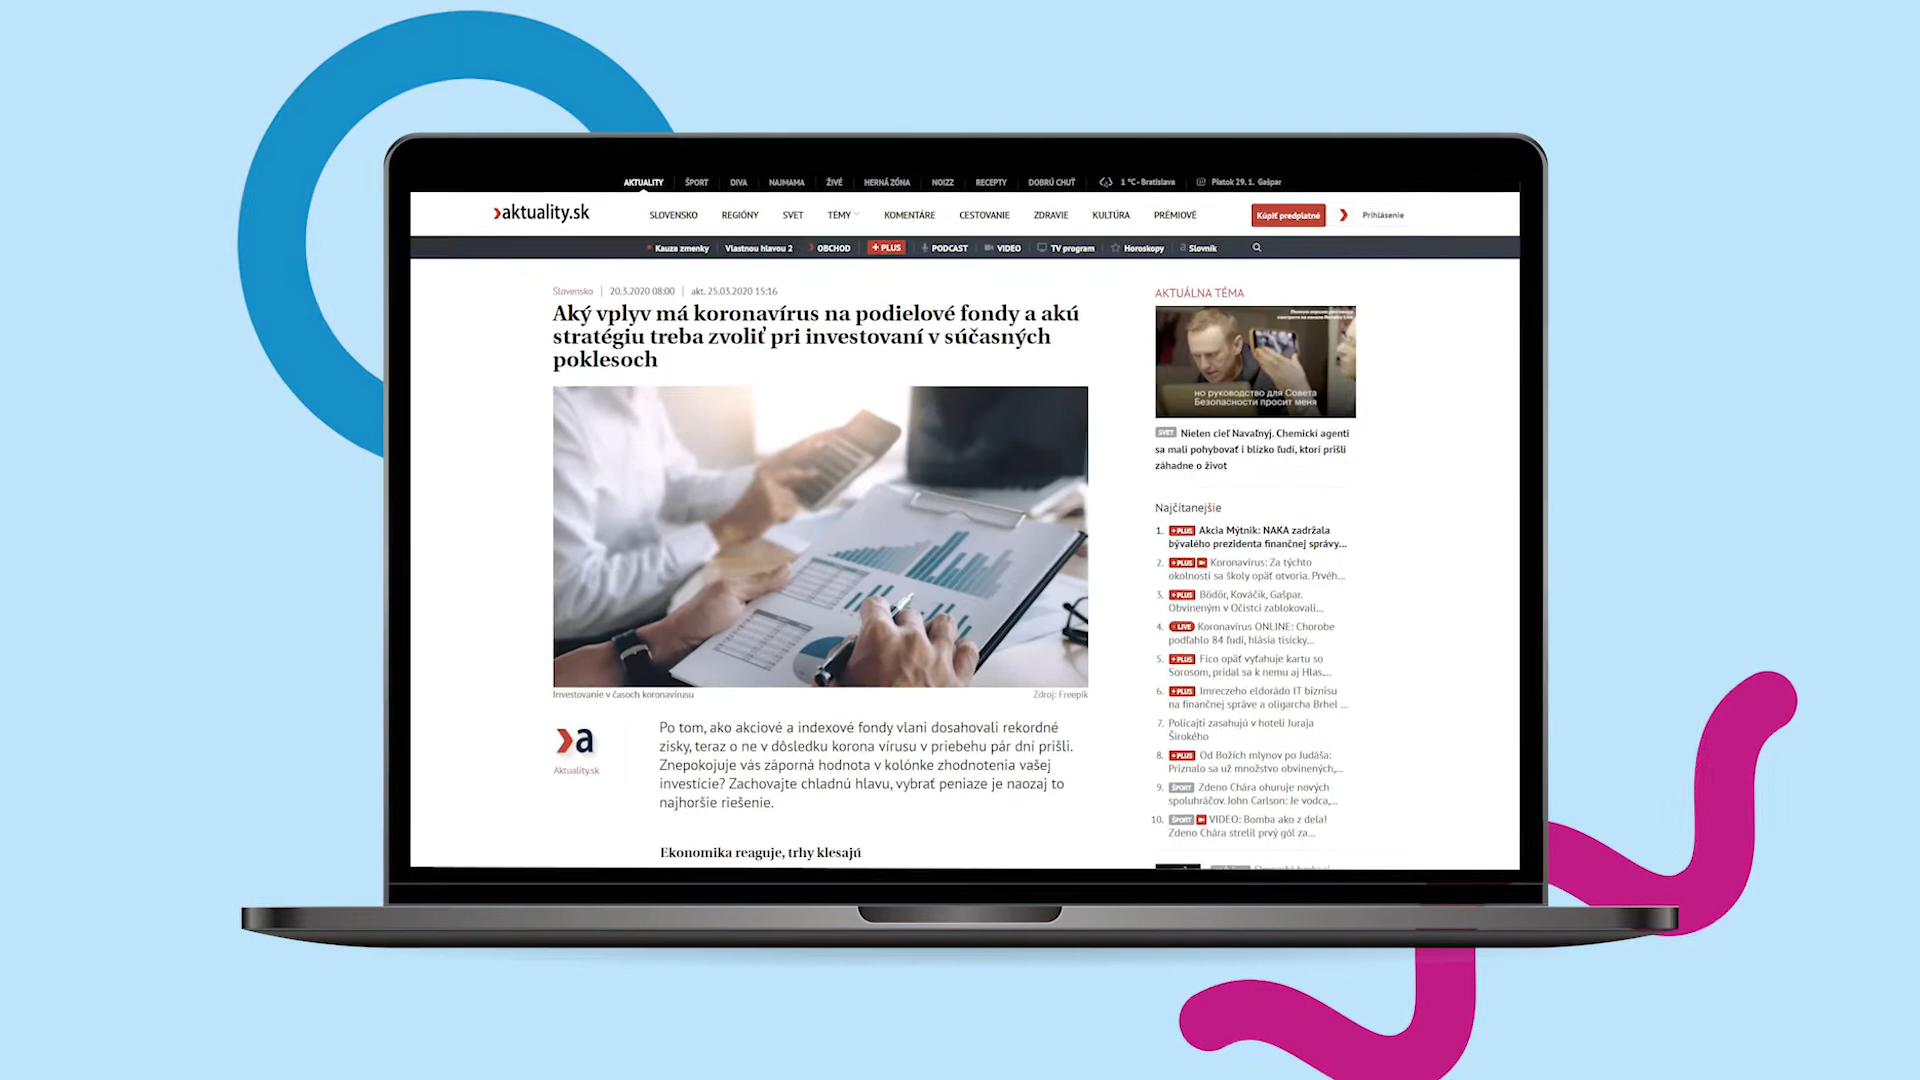 AKTUALITY ŠPORT DIVA NAJMAMA ŽIVÉ HERNÁ ZÓNA NOIZZ RECEPTY DOBRÚ CHUŤ 1 °C - Bratislava Piatok 29. 1. Gašpar
aktuality.sk SLOVENSKO REGIÓNY SVET TÉMY KOMENTÁRE CESTOVANIE ZDRAVIE KULTÚRA PRÉMIOVÉ Kúpiť predplatné Prihlásenie
Kauza zmenky Vlastnou hlavou 2 OBCHOD + PLUS PODCAST VIDEO TV program Horoskopy Slovník
Slovensko | 20.3.2020 08:00 | akt. 25.03.2020 15:16
Aký vplyv má koronavírus na podielové fondy a akú
stratégiu treba zvoliť pri investovaní v súčasných
poklesoch
Investovanie v časoch koronavírusu Zdroj: Freepik
a
Aktuality.sk
Po tom, ako akciové a indexové fondy vlani dosahovali rekordné
zisky, teraz o ne v dôsledku korona vírusu v priebehu pár dní prišli.
Znepokojuje vás záporná hodnota v kolónke zhodnotenia vašej
investície? Zachovajte chladnú hlavu, vybrať peniaze je naozaj to
najhoršie riešenie.
Ekonomika reaguje, trhy klesajú
AKTUÁLNA TÉMA
но руководство для Совета
Безопасности просит меня
SVET Nielen cieľ Navaľnyj. Chemickí agenti
sa mali pohybovať i blízko ľudí, ktorí prišli
záhadne o život
Najčítanejšie
1. + PLUS Akcia Mýtnik: NAKA zadržala
bývalého prezidenta finančnej správy...
2. + PLUS Koronavírus: Za týchto
okolností sa školy opäť otvoria. Prvéh...
3. + PLUS Bödör, Kováčik, Gašpar.
Obvineným v Očistci zablokovali...
4. LIVE Koronavírus ONLINE: Chorobe
podľahlo 84 ľudí, hlásia tisícky...
5. + PLUS Fico opäť vyťahuje kartu so
Sorosom, pridal sa k nemu aj Hlas....
6. + PLUS Imreczeho eldorádo IT biznisu
na finančnej správe a oligarcha Brhel ...
7. Policajti zasahujú v hoteli Juraja
Širokého
8. + PLUS Od Božích mlynov po Judáša:
Priznalo sa už množstvo obvinených,...
9. ŠPORT Zdeno Chára ohuruje nových
spoluhráčov. John Carlson: Je vodca,...
10. ŠPORT VIDEO: Bomba ako z dela!
Zdeno Chára strelil prvý gól za...